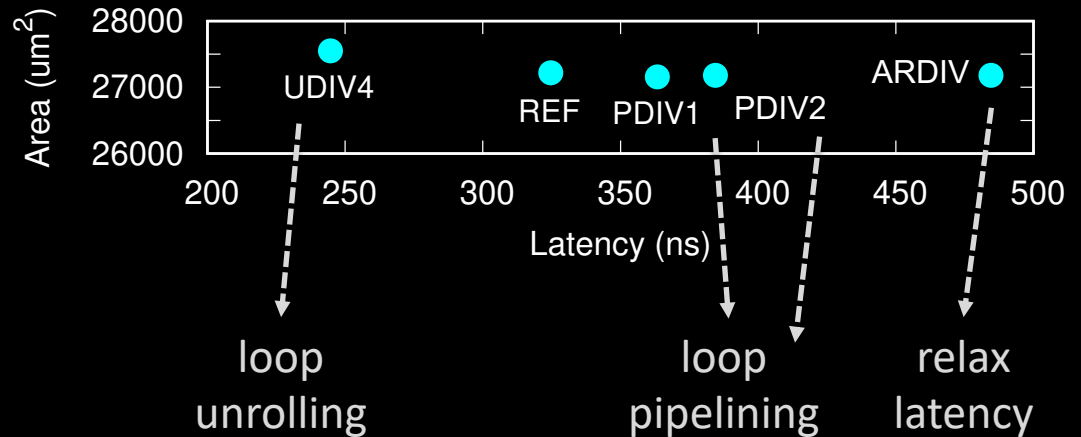 Area (um²)
28000
27000
26000
UDIV4
REF
PDIV1
PDIV2
ARDIV
200 250 300 350 400 450 500
Latency (ns)
loop
unrolling
loop
pipelining
relax
latency